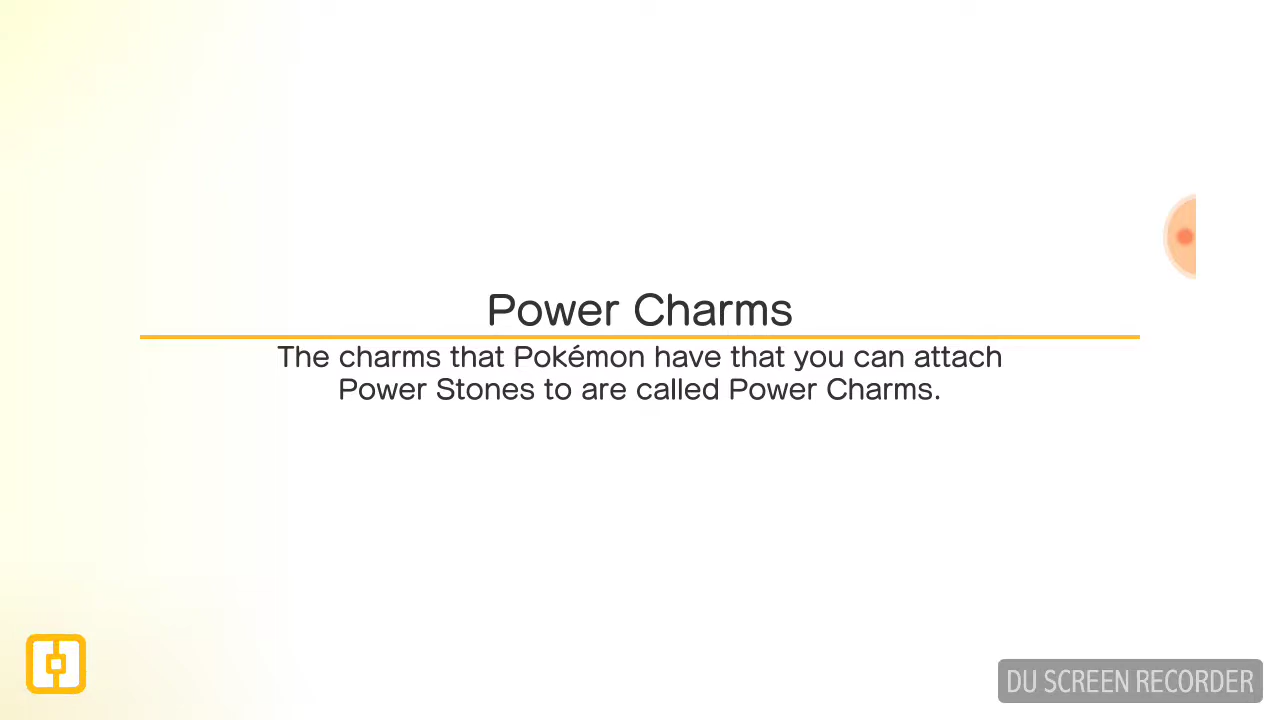 Power Charms
The charms that Pokémon have that you can attach
Power Stones to are called Power Charms.
DU SCREEN RECORDER